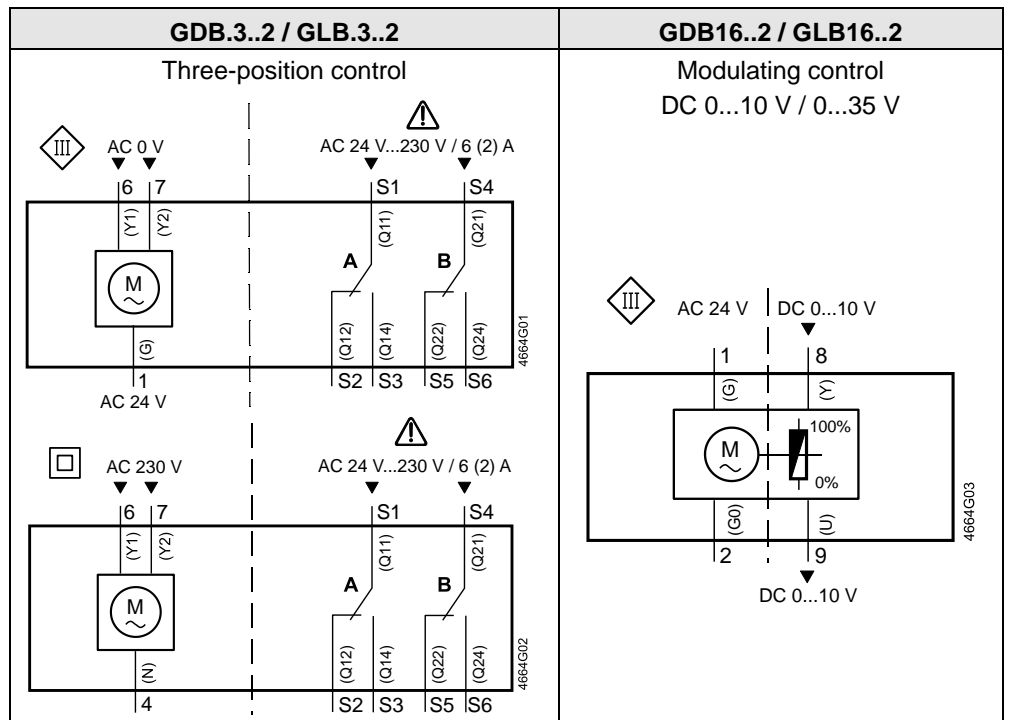 GDB.3..2 / GLB.3..2
Three-position control
III
AC 0 V
AC 24 V...230 V / 6 (2) A
6 7 S1 S4
(Y1) (Y2) (Q11) (Q21)
A B
M
(G) (Q12) (Q14) (Q22) (Q24)
4664G01
1 S2 S3 S5 S6
AC 24 V
AC 230 V
AC 24 V...230 V / 6 (2) A
6 7 S1 S4
(Y1) (Y2) (Q11) (Q21)
A B
M
(N) (Q12) (Q14) (Q22) (Q24)
4664G02
4 S2 S3 S5 S6
GDB16..2 / GLB16..2
Modulating control
DC 0...10 V / 0...35 V
III
AC 24 V DC 0...10 V
1 8
(G) (Y)
100%
M
0%
(G0) (U)
4664G03
2 9
DC 0...10 V